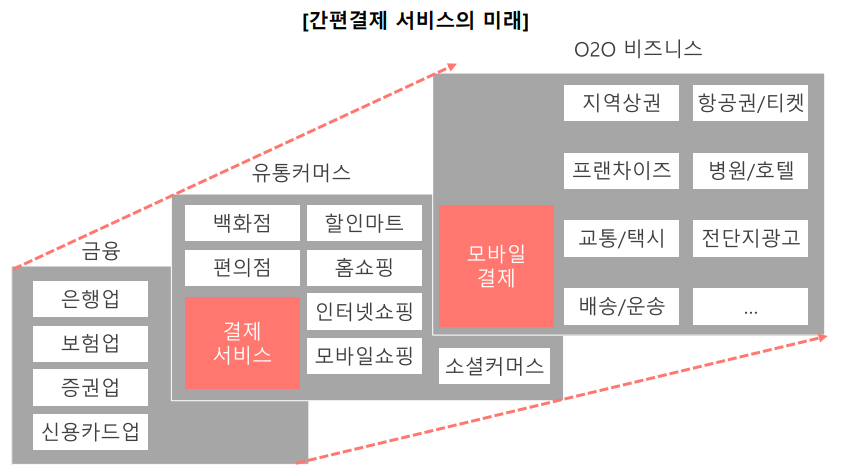 [간편결제 서비스의 미래]
금융
은행업
보험업
증권업
신용카드업
유통커머스
백화점
할인마트
편의점
홈쇼핑
결제
서비스
인터넷쇼핑
모바일쇼핑
소셜커머스
O2O 비즈니스
모바일
결제
지역상권
항공권/티켓
프랜차이즈
병원/호텔
교통/택시
전단지광고
배송/운송
...